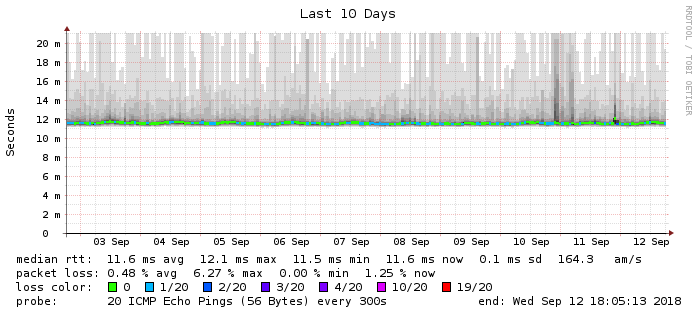 Last 10 Days
RRDTOOL / TOBI OETIKER
Seconds
20 m
18 m
16 m
14 m
12 m
10 m
8 m
6 m
4 m
2 m
0
03 Sep 04 Sep 05 Sep 06 Sep 07 Sep 08 Sep 09 Sep 10 Sep 11 Sep 12 Sep
median rtt: 11.6 ms avg 12.1 ms max 11.5 ms min 11.6 ms now 0.1 ms sd 164.3 am/s
packet loss: 0.48 % avg 6.27 % max 0.00 % min 1.25 % now
loss color: 0 1/20 2/20 3/20 4/20 10/20 19/20
probe: 20 ICMP Echo Pings (56 Bytes) every 300s end: Wed Sep 12 18:05:13 2018